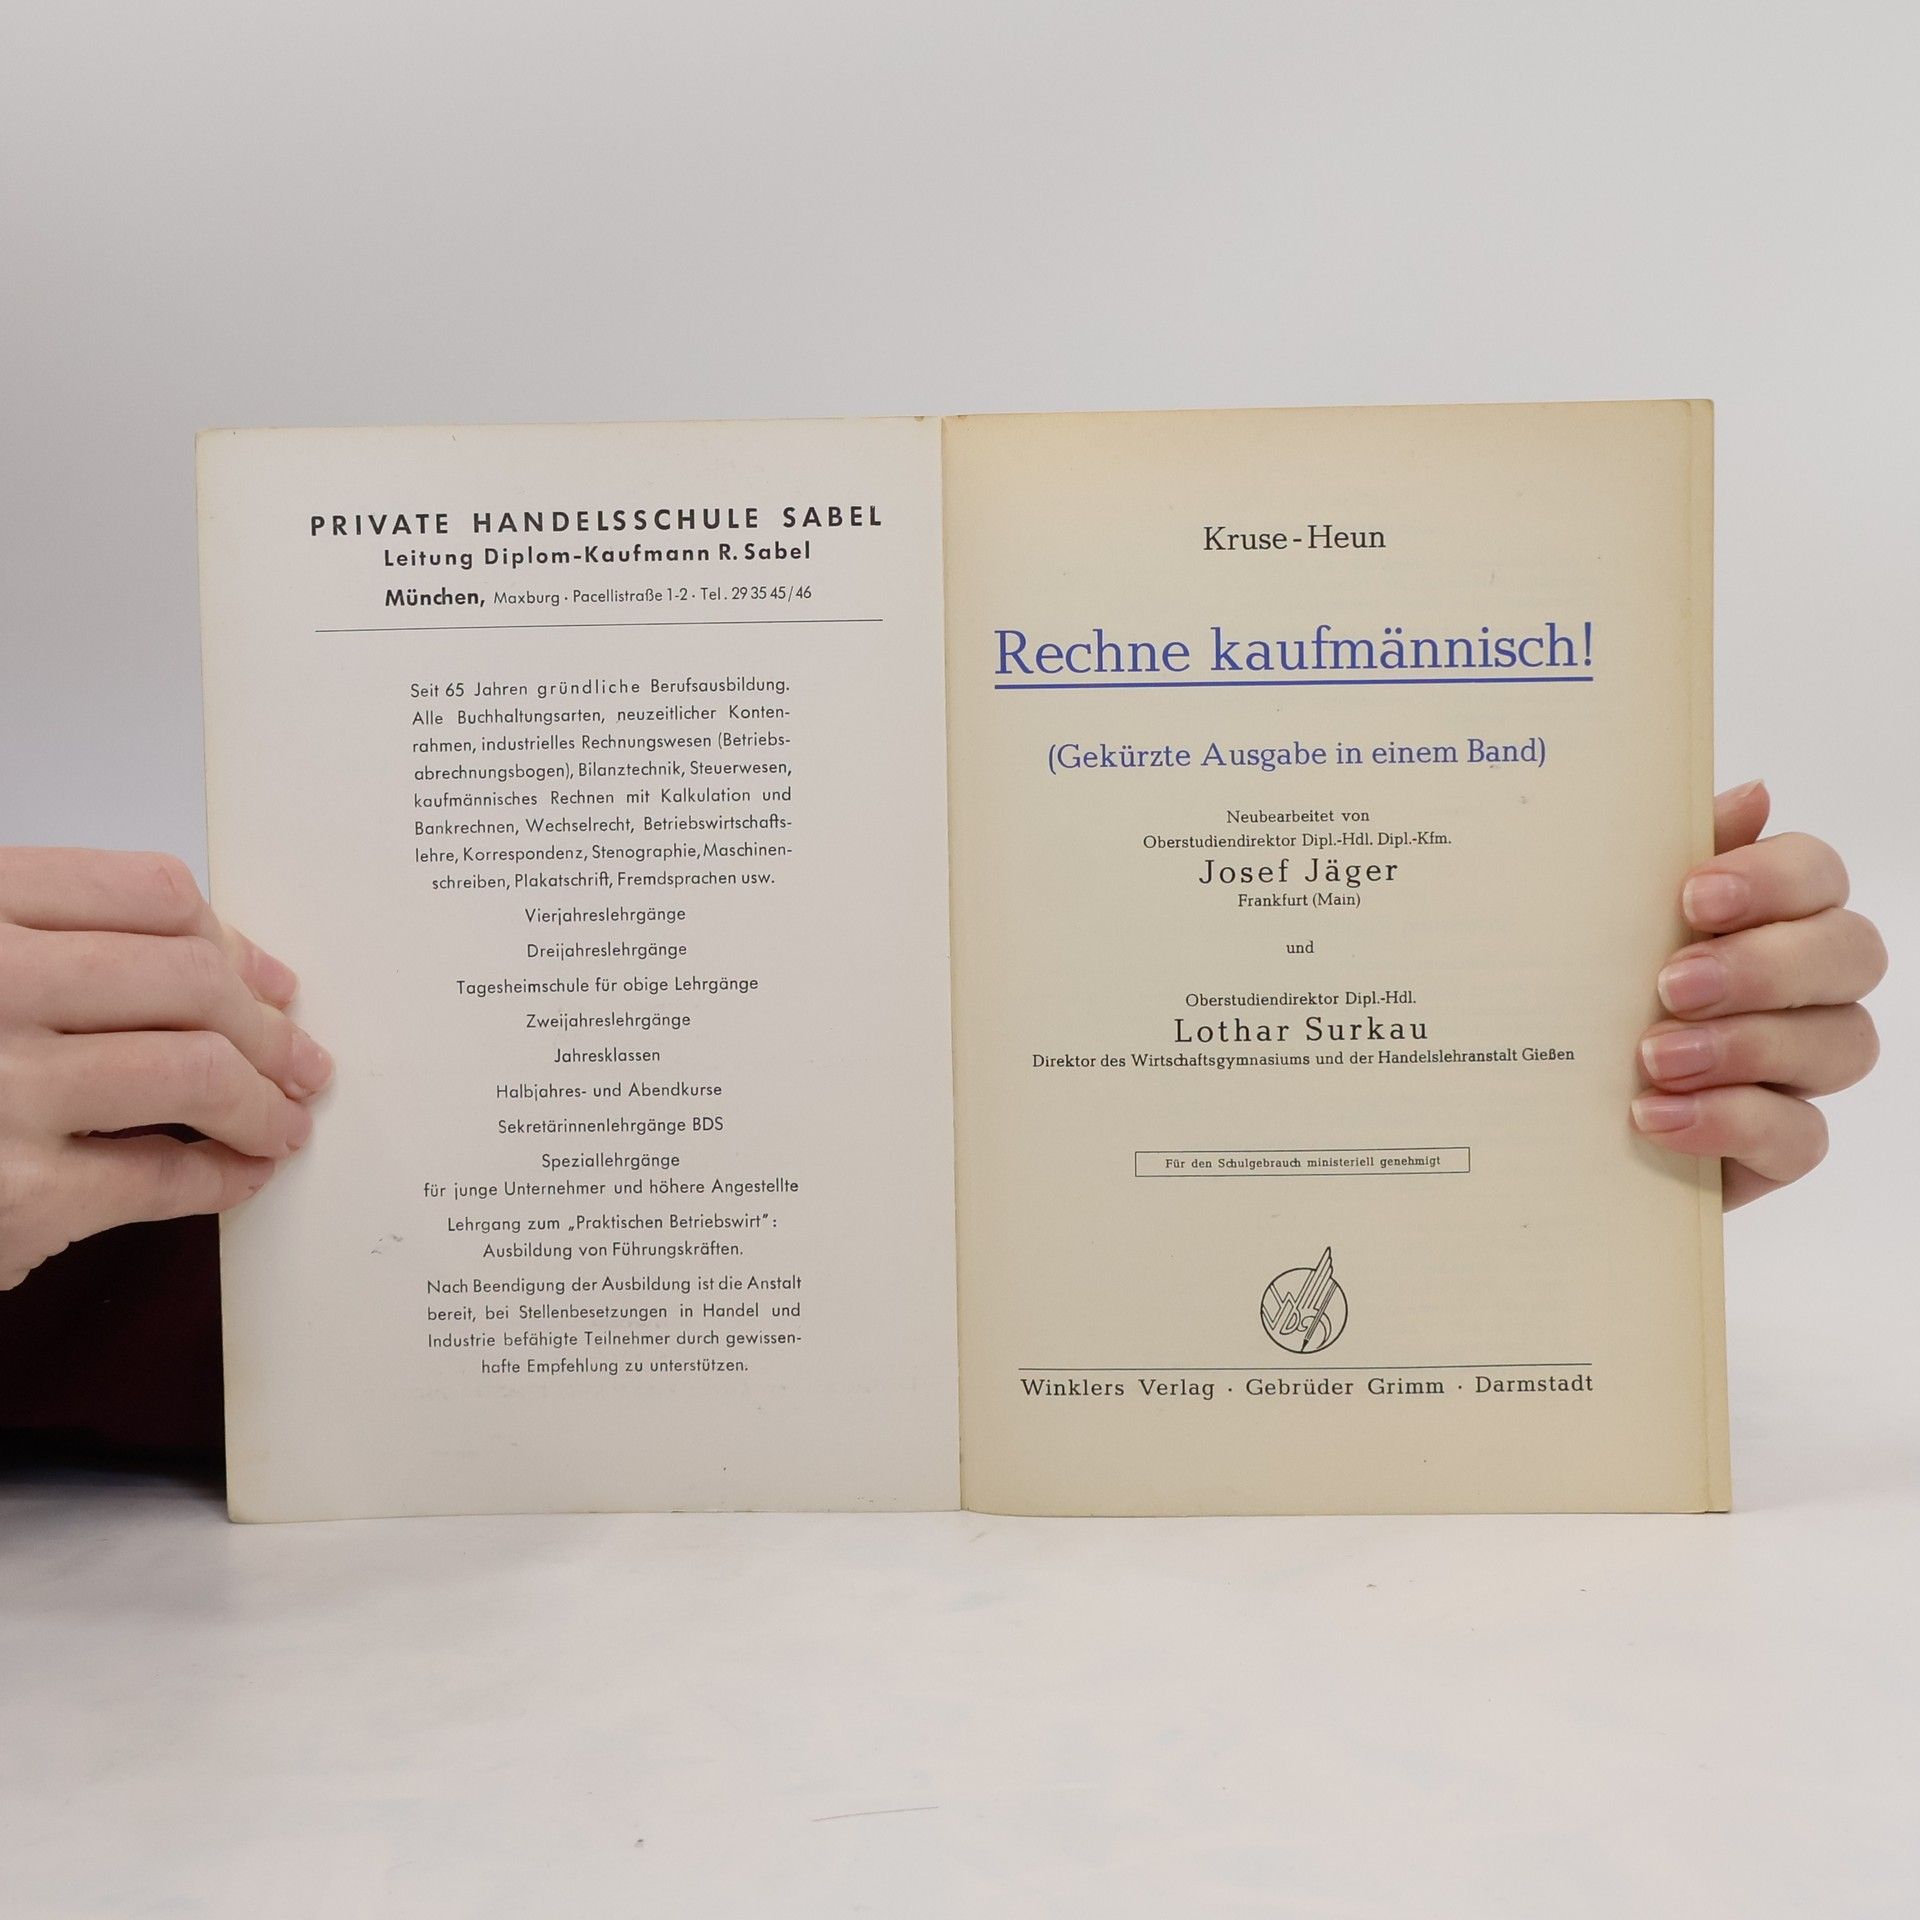 PRIVATE HANDELSSCHULE SABEL
Leitung Diplom-Kaufmann R. Sabel
München, Maxburg · Pacellistraße 1-2 · Tel. 29 35 45/46
Seit 65 Jahren gründliche Berufsausbildung.
Alle Buchhaltungsarten, neuzeitlicher Konten-
rahmen, industrielles Rechnungswesen (Betriebs-
abrechnungsbogen), Bilanztechnik, Steuerwesen,
kaufmännisches Rechnen mit Kalkulation und
Bankrechnen, Wechselrecht, Betriebswirtschafts-
lehre, Korrespondenz, Stenographie, Maschinen-
schreiben, Plakatschrift, Fremdsprachen usw.
Vierjahreslehrgänge
Dreijahreslehrgänge
Tagesheimschule für obige Lehrgänge
Zweijahreslehrgänge
Jahresklassen
Halbjahres- und Abendkurse
Sekretärinnenlehrgänge BDS
Speziallehrgänge
für junge Unternehmer und höhere Angestellte
Lehrgang zum „Praktischen Betriebswirt":
Ausbildung von Führungskräften.
Nach Beendigung der Ausbildung ist die Anstalt
bereit, bei Stellenbesetzungen in Handel und
Industrie befähigte Teilnehmer durch gewissen-
hafte Empfehlung zu unterstützen.
Kruse-Heun
Rechne kaufmännisch!
(Gekürzte Ausgabe in einem Band)
Neubearbeitet von
Oberstudiendirektor Dipl.-Hdl. Dipl.-Kfm.
Josef Jäger
Frankfurt (Main)
und
Oberstudiendirektor Dipl.-Hdl.
Lothar Surkau
Direktor des Wirtschaftsgymnasiums und der Handelslehranstalt Gießen
Für den Schulgebrauch ministeriell genehmigt
Winklers Verlag · Gebrüder Grimm · Darmstadt